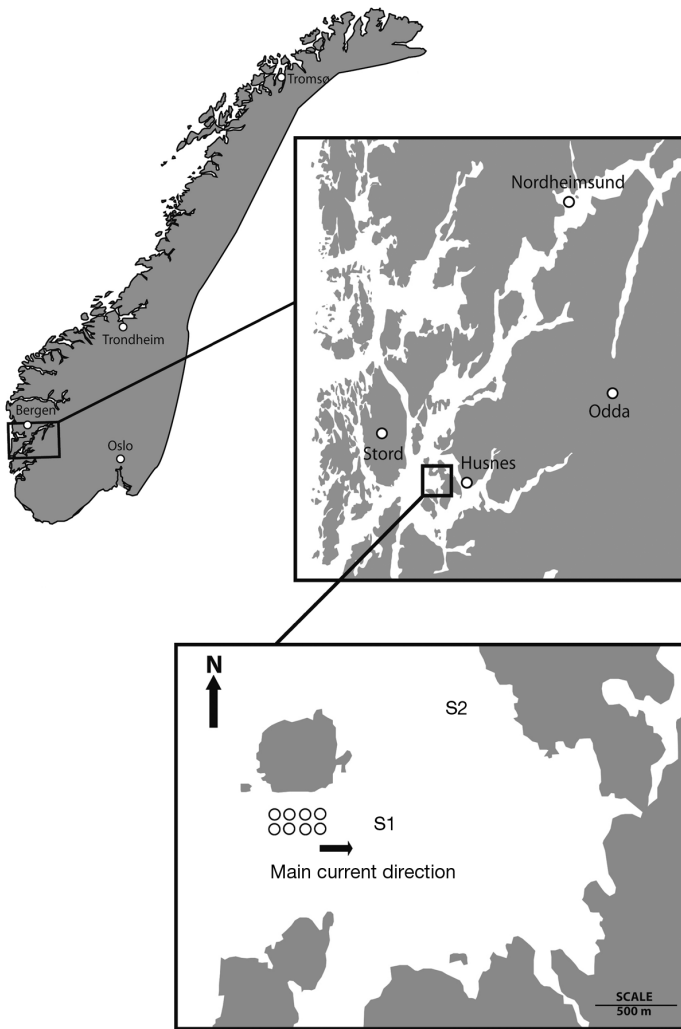 Tromsø
Trondheim
Bergen
Oslo
Nordheimsund
Odda
Stord
Husnes
N
S2
S1
Main current direction
SCALE
500 m